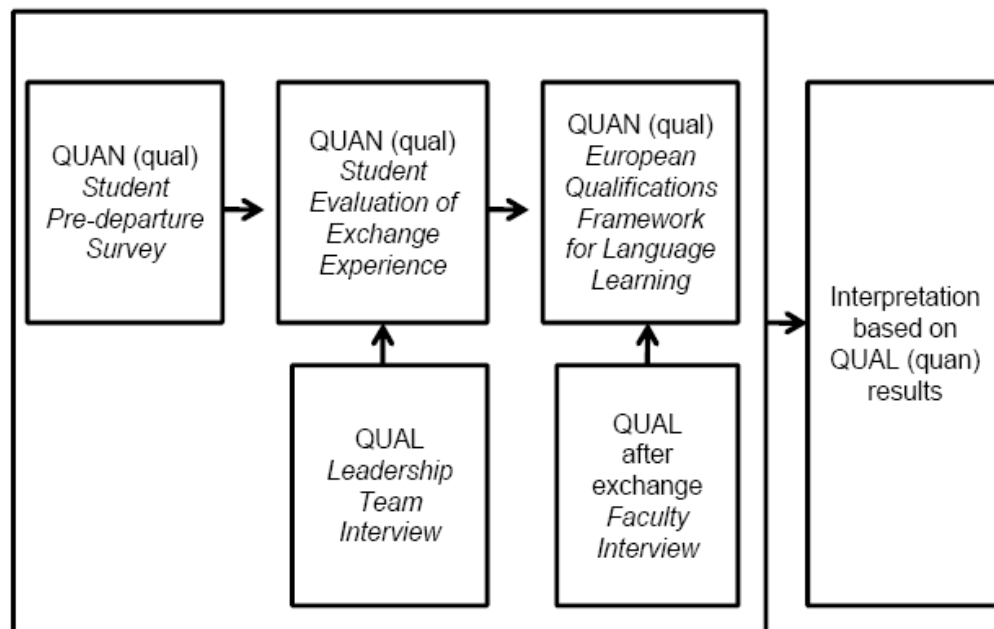 QUAN (qual)
Student
Pre-departure
Survey
QUAN (qual)
Student
Evaluation of
Exchange
Experience
QUAN (qual)
European
Qualifications
Framework
for Language
Learning
QUAL
Leadership
Team
Interview
QUAL
after
exchange
Faculty
Interview
Interpretation
based on
QUAL (quan)
results